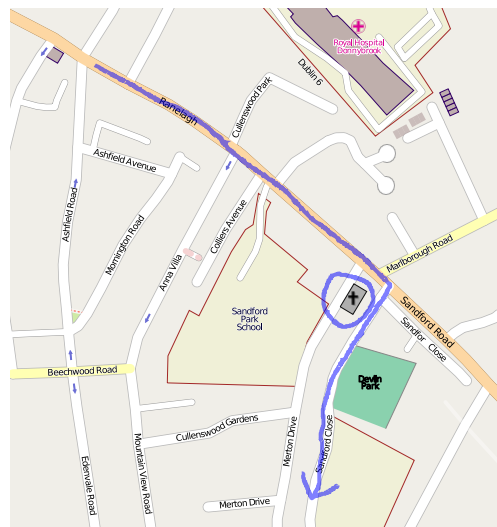 Royal Hospital
Donnybrook
Dublin 6
Ranelagh
Cullenswood Park
Ashfield Avenue
Ashfield Road
Mornington Road
Anna Villa
Colliers Avenue
Marlborough Road
Sandford Road
Sandfor Close
Sandford
Park
School
Devlin
Park
Beechwood Road
Cullenswood Gardens
Merton Drive
Sandford Close
Mountain View Road
Edenvale Road
Merton Drive